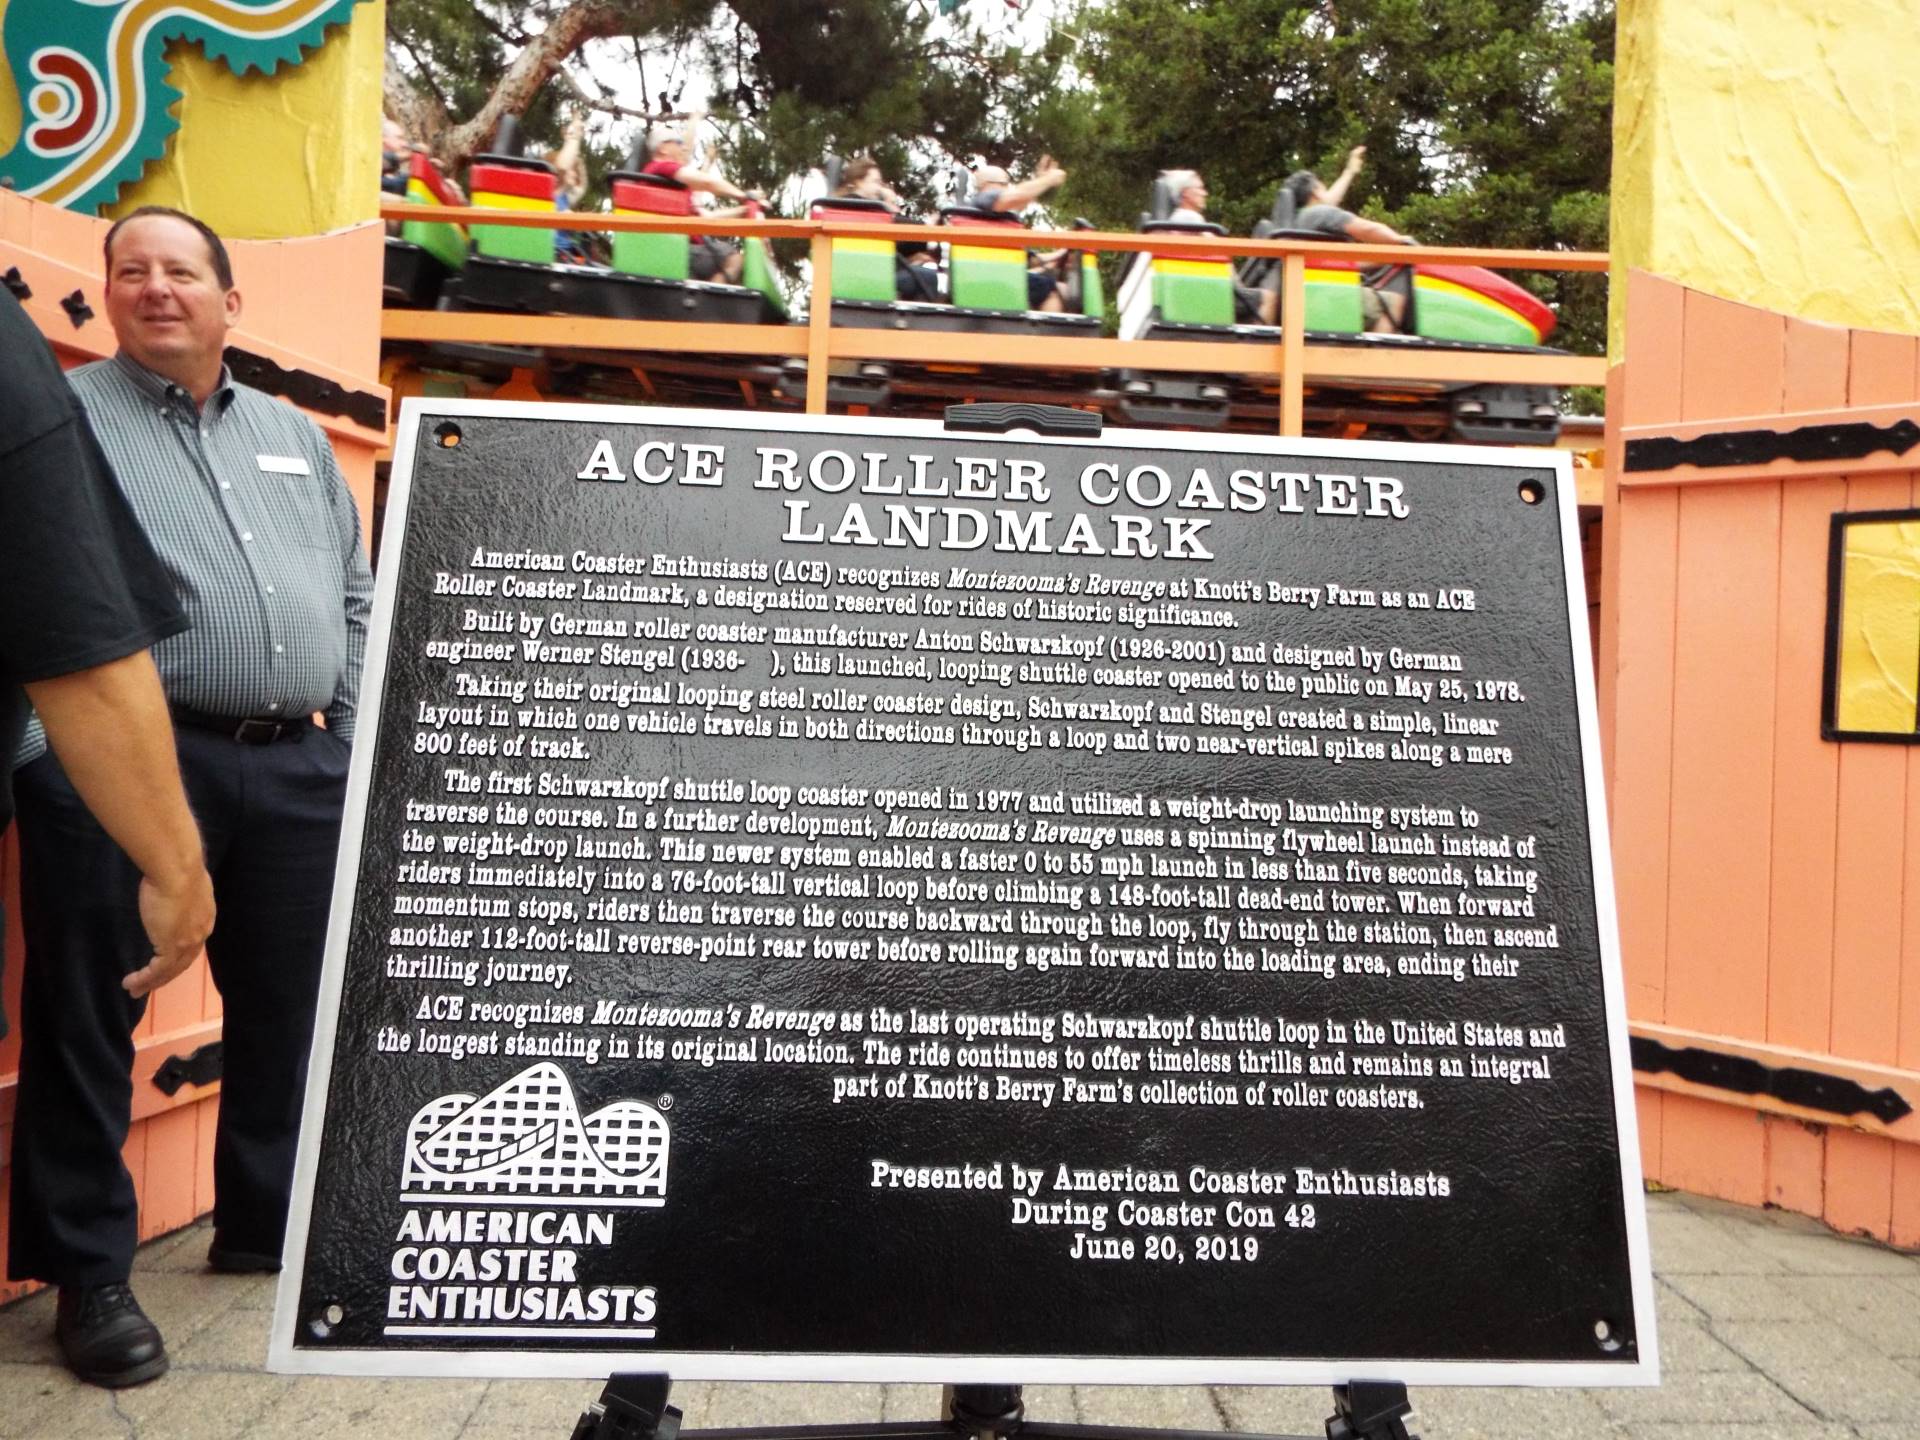 ACE ROLLER COASTER
LANDMARK
American Coaster Enthusiasts (ACE) recognizes Montezooma's Revenge at Knott's Berry Farm as an ACE
Roller Coaster Landmark, a designation reserved for rides of historic significance.
Built by German roller coaster manufacturer Anton Schwarzkopf (1926-2001) and designed by German
engineer Werner Stengel (1936- ), this launched, looping shuttle coaster opened to the public on May 25, 1978.
Taking their original looping steel roller coaster design, Schwarzkopf and Stengel created a simple, linear
layout in which one vehicle travels in both directions through a loop and two near-vertical spikes along a mere
800 feet of track.
The first Schwarzkopf shuttle loop coaster opened in 1977 and utilized a weight-drop launching system to
traverse the course. In a further development, Montezooma's Revenge uses a spinning flywheel launch instead of
the weight-drop launch. This newer system enabled a faster 0 to 55 mph launch in less than five seconds, taking
riders immediately into a 76-foot-tall vertical loop before climbing a 148-foot-tall dead-end tower. When forward
momentum stops, riders then traverse the course backward through the loop, fly through the station, then ascend
another 112-foot-tall reverse-point rear tower before rolling again forward into the loading area, ending their
thrilling journey.
ACE recognizes Montezooma's Revenge as the last operating Schwarzkopf shuttle loop in the United States and
the longest standing in its original location. The ride continues to offer timeless thrills and remains an integral
part of Knott's Berry Farm's collection of roller coasters.
®
AMERICAN
COASTER
ENTHUSIASTS
Presented by American Coaster Enthusiasts
During Coaster Con 42
June 20, 2019